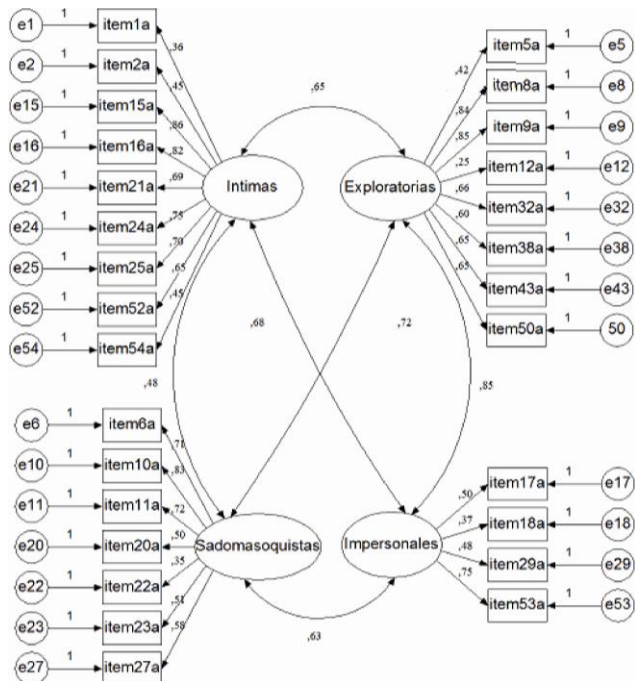 e1 1 item1a ,36
e2 1 item2a ,45
e15 1 item15a ,86
e16 1 item16a ,82
e21 1 item21a ,69
e24 1 item24a ,75
e25 1 item25a ,70
e52 1 item52a ,65
e54 1 item54a ,45
Intimas
,65
Exploratorias
,42 item5a 1 e5
,84 item8a 1 e8
,85 item9a 1 e9
,25 item12a 1 e12
,66 item32a 1 e32
,60 item38a 1 e38
,65 item43a 1 e43
,65 item50a 1 50
,68
,72
,48
,85
e6 1 item6a ,71
e10 1 item10a ,83
e11 1 item11a ,72
e20 1 item20a ,50
e22 1 item22a ,35
e23 1 item23a ,51
e27 1 item27a ,58
Sadomasoquistas
,63
Impersonales
,50 item17a 1 e17
,37 item18a 1 e18
,48 item29a 1 e29
,75 item53a 1 e53